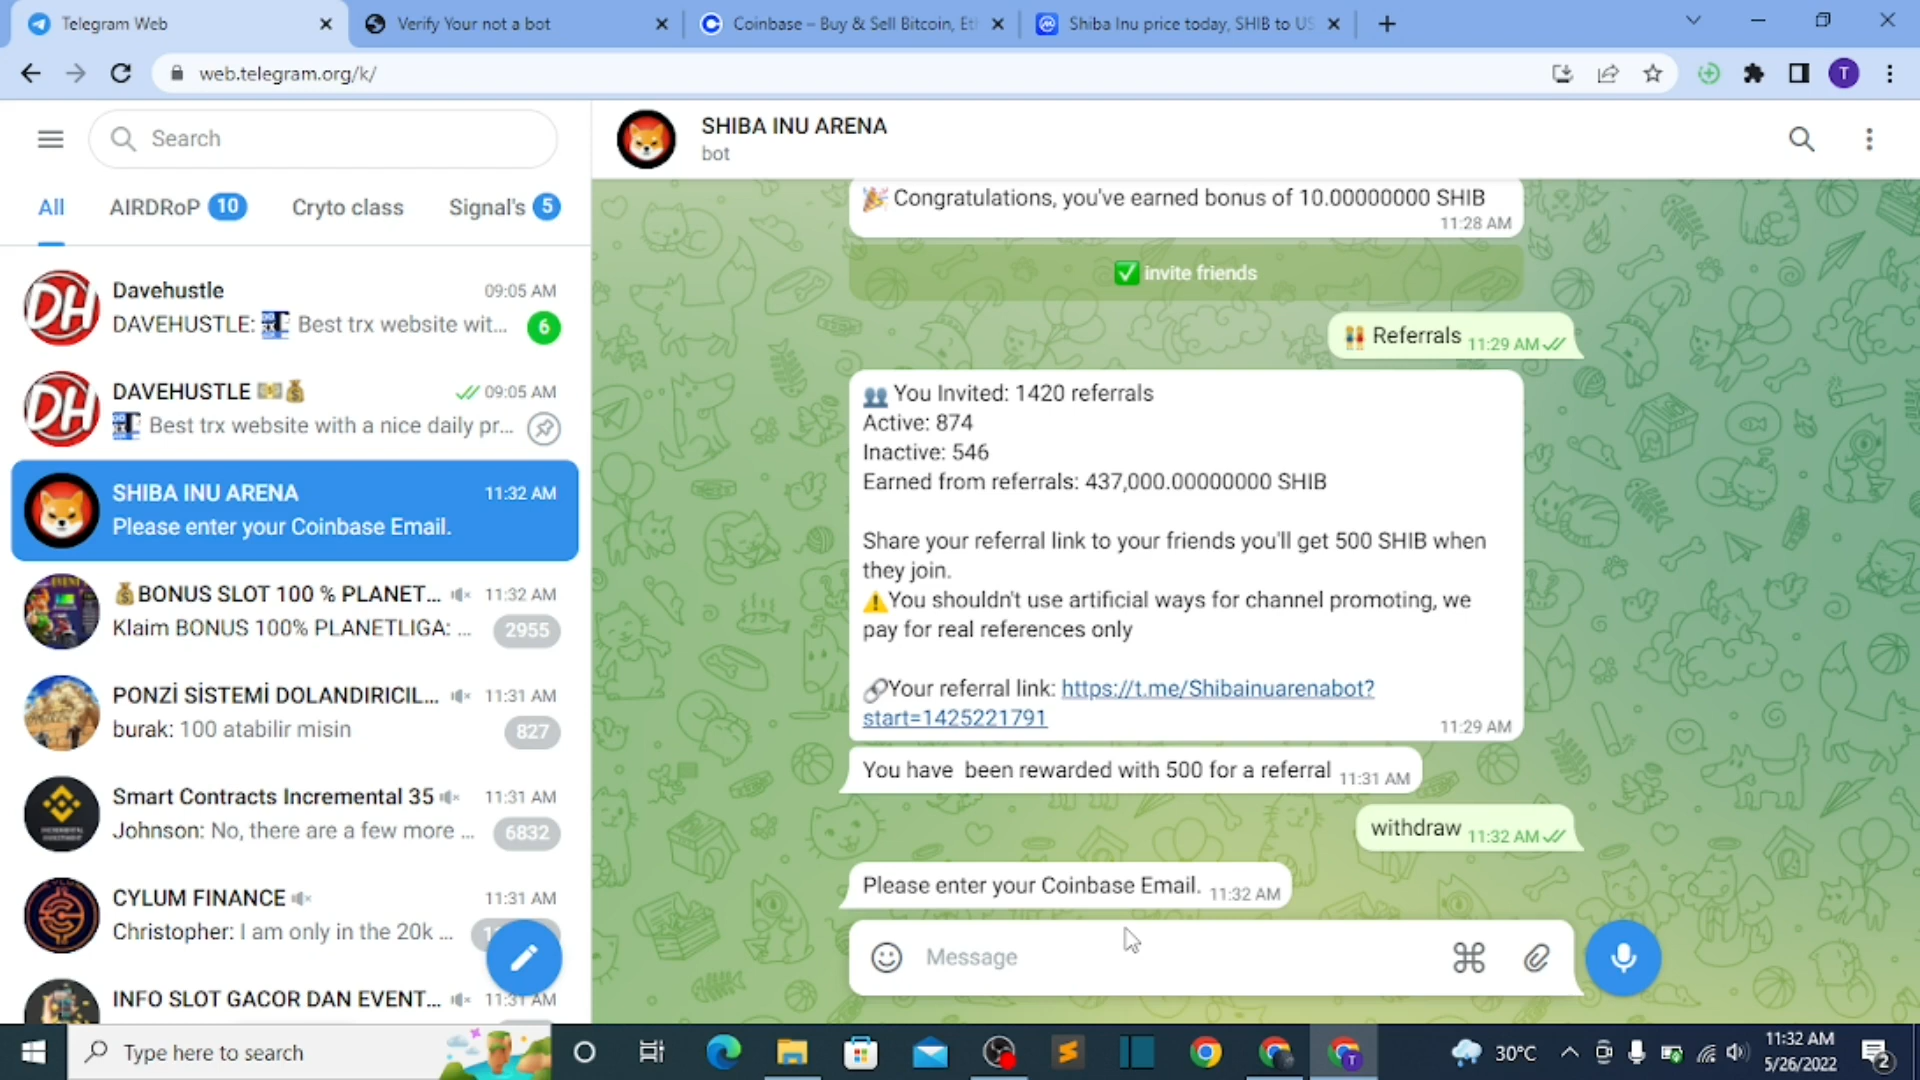 Telegram Web
Verify Your not a bot
Coinbase – Buy & Sell Bitcoin, Et
Shiba Inu price today, SHIB to US
web.telegram.org/k/
T
Search
All
AIRDRoP 10
Cryto class
Signal's 5
Davehustle 09:05 AM
DAVEHUSTLE: Best trx website wit... 6
DAVEHUSTLE 09:05 AM
Best trx website with a nice daily pr...
SHIBA INU ARENA 11:32 AM
Please enter your Coinbase Email.
BONUS SLOT 100 % PLANET... 11:32 AM
Klaim BONUS 100% PLANETLIGA: ... 2955
PONZİ SİSTEMİ DOLANDIRICIL... 11:31 AM
burak: 100 atabilir misin 827
Smart Contracts Incremental 35 11:31 AM
Johnson: No, there are a few more ... 6832
CYLUM FINANCE 11:31 AM
Christopher: I am only in the 20k ...
INFO SLOT GACOR DAN EVENT... 11:31 AM
SHIBA INU ARENA
bot
Congratulations, you've earned bonus of 10.00000000 SHIB
11:28 AM
invite friends
Referrals 11:29 AM
You Invited: 1420 referrals
Active: 874
Inactive: 546
Earned from referrals: 437,000.00000000 SHIB
Share your referral link to your friends you'll get 500 SHIB when
they join.
You shouldn't use artificial ways for channel promoting, we
pay for real references only
Your referral link: https://t.me/Shibainuarenabot?
start=1425221791
11:29 AM
You have been rewarded with 500 for a referral 11:31 AM
withdraw 11:32 AM
Please enter your Coinbase Email. 11:32 AM
Message
Type here to search
30°C
11:32 AM
5/26/2022
2